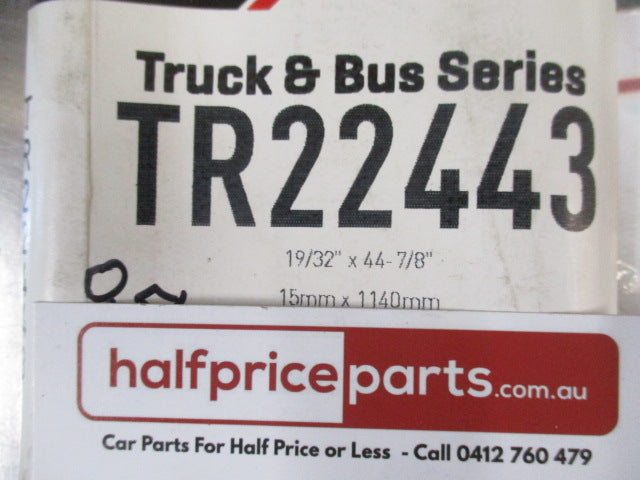 Truck & Bus Series
TR22443
19/32" x 44-7/8"
15mm x 1140mm
halfpriceparts.com.au
Car Parts For Half Price or Less - Call 0412 760 479